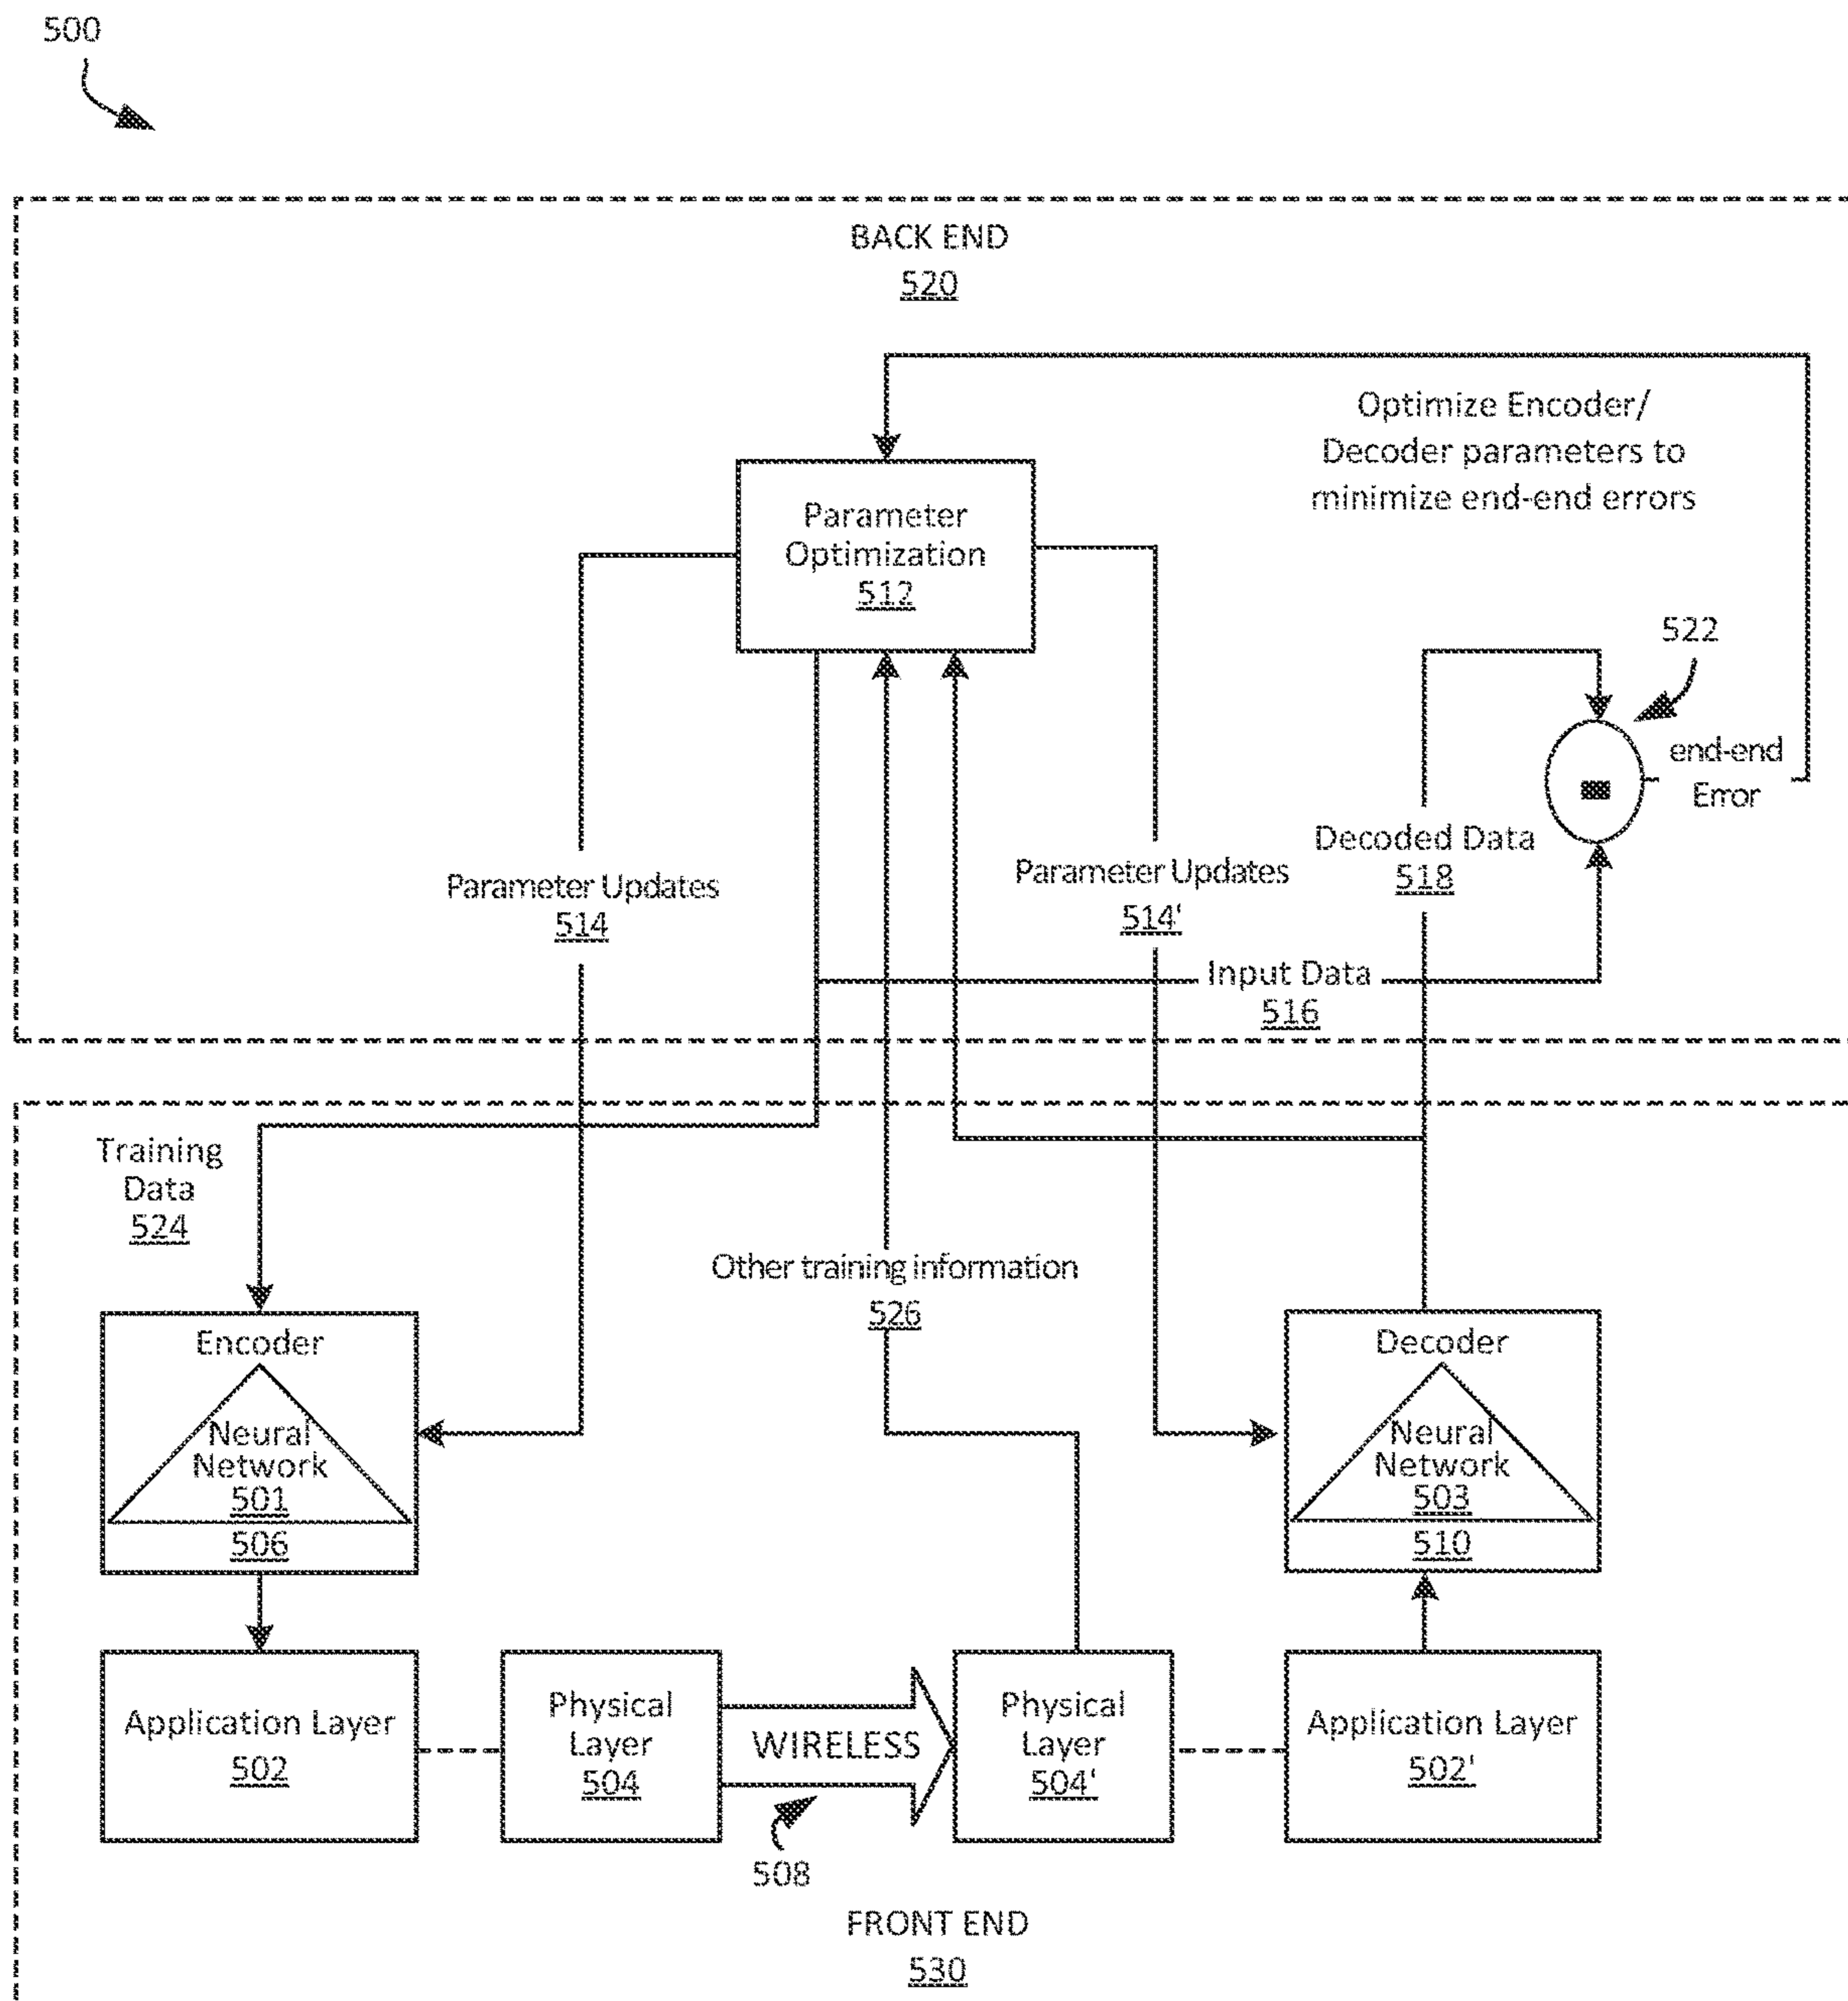 500
BACK END
520
Optimize Encoder/
Decoder parameters to
minimize end-end errors
Parameter
Optimization
512
522
end-end
Error
Decoded Data
518
Parameter Updates
514
Parameter Updates
514'
Input Data
516
Training
Data
524
Other training information
526
Encoder
Neural
Network
501
506
Decoder
Neural
Network
503
510
Application Layer
502
Physical
Layer
504
WIRELESS
508
Physical
Layer
504'
Application Layer
502'
FRONT END
530